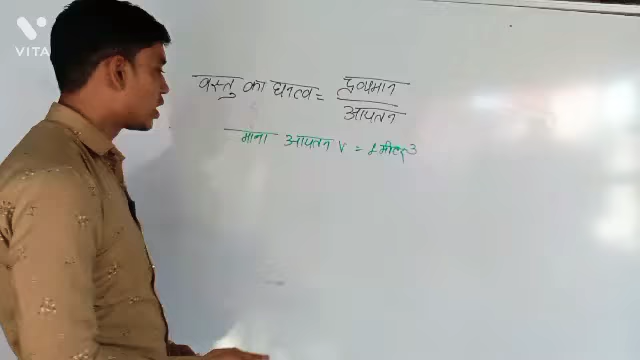 VITA
वस्तु का घनत्व = द्रव्यमान
आयतन
माना आयतन V = 1 मीटर³